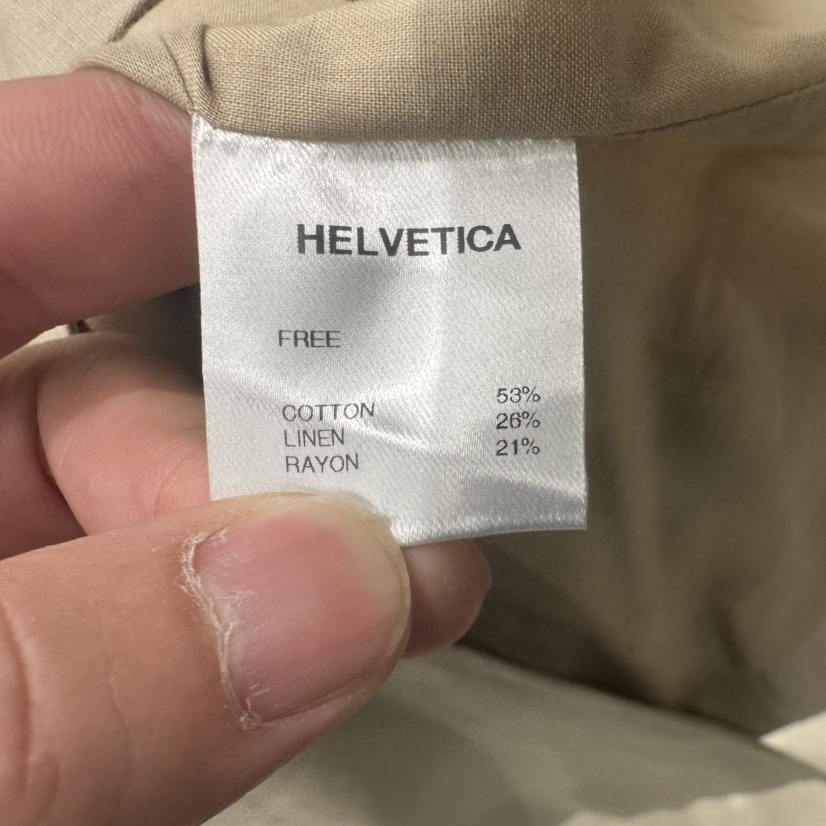 HELVETICA
FREE
COTTON 53%
LINEN 26%
RAYON 21%